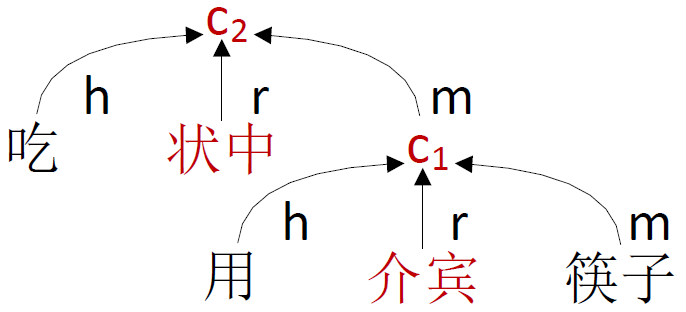 c₂
h r m
吃 状中 c₁
h r m
用 介宾 筷子